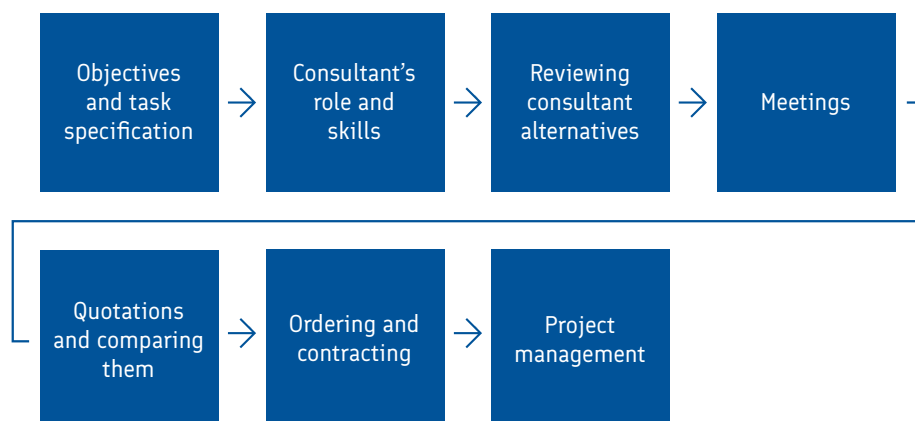 Objectives
and task
specification
Consultant’s
role and
skills
Reviewing
consultant
alternatives
Meetings
Quotations
and comparing
them
Ordering and
contracting
Project
management